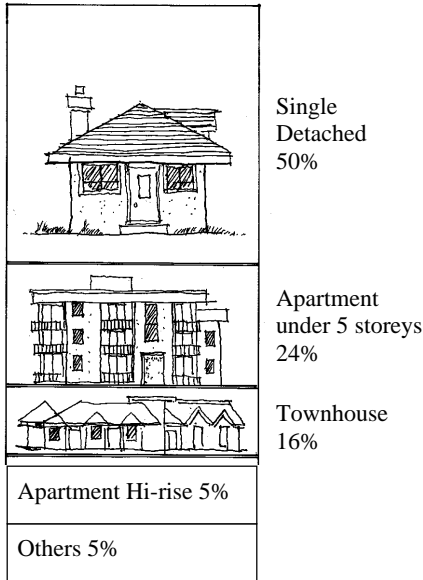 Single
Detached
50%
Apartment
under 5 storeys
24%
Townhouse
16%
Apartment Hi-rise 5%
Others 5%